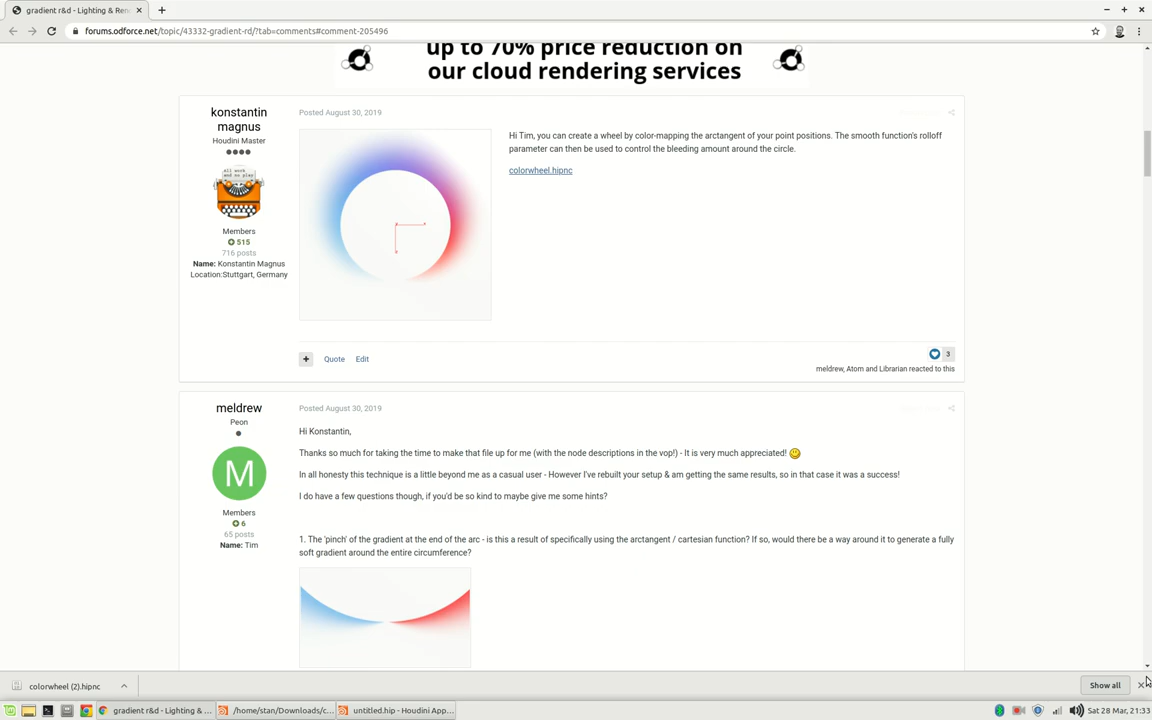 gradient r&d - Lighting & Ren
forums.odforce.net/topic/43332-gradient-rd/?tab=comments#comment-205496
up to 70% price reduction on
our cloud rendering services
konstantin
magnus
Houdini Master
All work
and no play
Members
515
716 posts
Name: Konstantin Magnus
Location:Stuttgart, Germany
Posted August 30, 2019
Hi Tim, you can create a wheel by color-mapping the arctangent of your point positions. The smooth function's rolloff
parameter can then be used to control the bleeding amount around the circle.
colorwheel.hipnc
+ Quote Edit
3
meldrew, Atom and Librarian reacted to this
meldrew
Peon
M
Members
6
65 posts
Name: Tim
Posted August 30, 2019
Hi Konstantin,
Thanks so much for taking the time to make that file up for me (with the node descriptions in the vop!) - It is very much appreciated!
In all honesty this technique is a little beyond me as a casual user - However I've rebuilt your setup & am getting the same results, so in that case it was a success!
I do have a few questions though, if you'd be so kind to maybe give me some hints?
1. The 'pinch' of the gradient at the end of the arc - is this a result of specifically using the arctangent / cartesian function? If so, would there be a way around it to generate a fully
soft gradient around the entire circumference?
colorwheel (2).hipnc
Show all
gradient r&d - Lighting & ...
/home/stan/Downloads/c...
untitled.hip - Houdini App...
Sat 28 Mar, 21:33